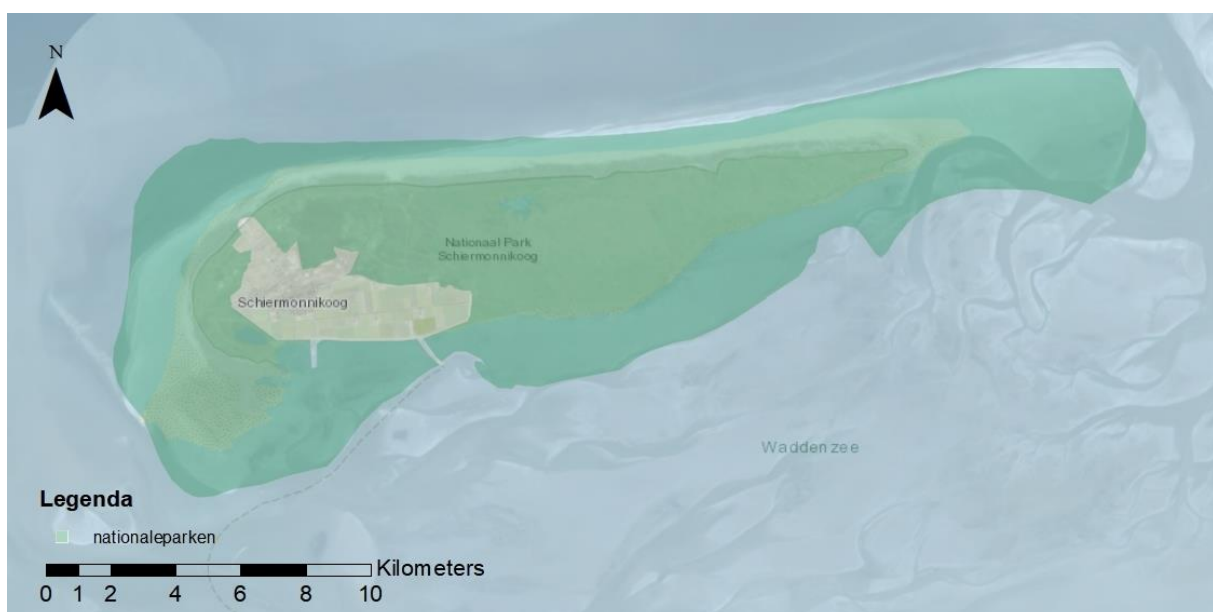 N
Nationaal Park
Schiermonnikoog
Schiermonnikoog
Waddenzee
Legenda
nationaleparken
Kilometers
0 1 2 4 6 8 10